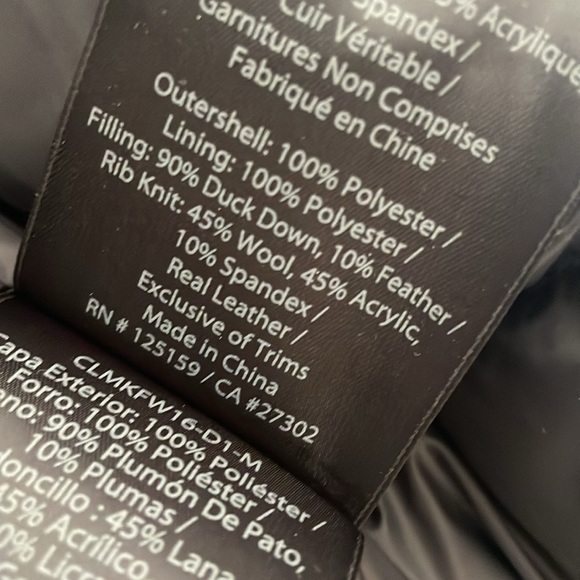 Acrylique
Spandex /
Cuir Véritable /
Garnitures Non Comprises
Fabriqué en Chine
Outershell: 100% Polyester /
Lining: 100% Polyester /
Filling: 90% Duck Down, 10% Feather /
Rib Knit: 45% Wool, 45% Acrylic,
10% Spandex /
Real Leather /
Exclusive of Trims
Made in China
RN # 125159 / CA #27302
CLMKFW16-D1-M
Capa Exterior: 100% Poliéster /
Forro: 100% Poliéster /
90% Plumón De Pato,
10% Plumas /
: 45% Lana
45% Acrílico